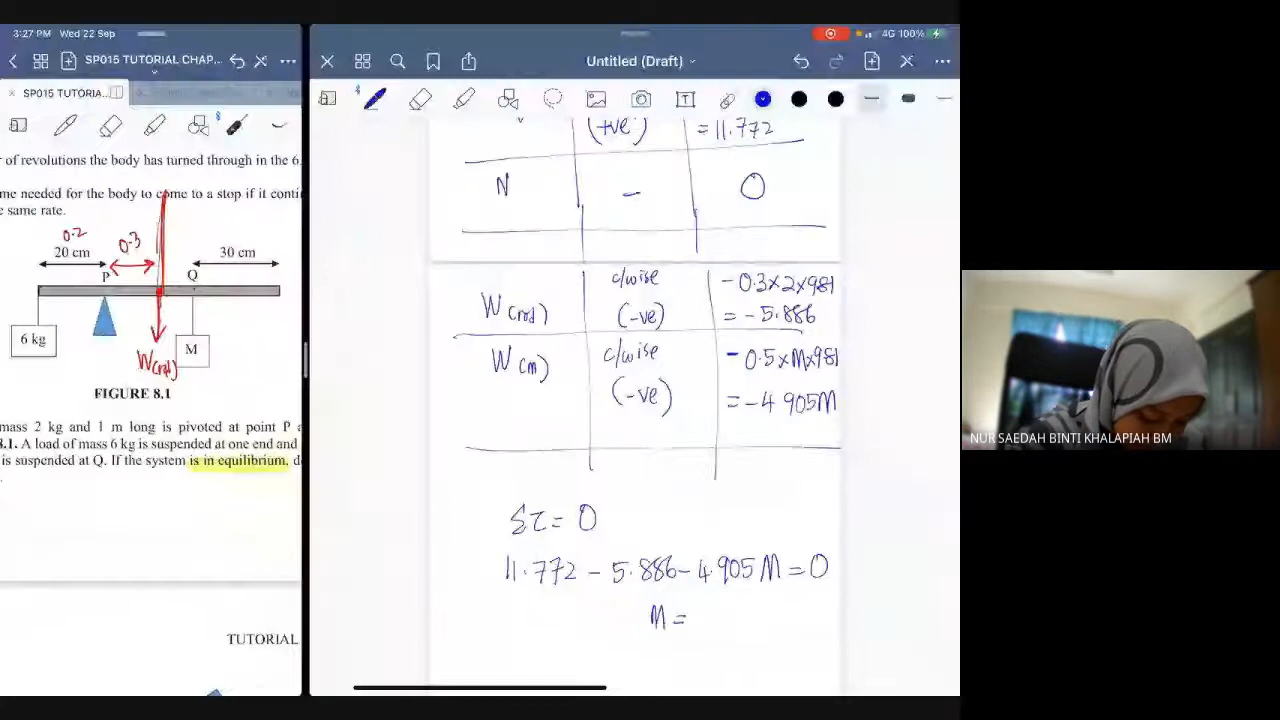 3:27 PM Wed 22 Sep
4G 100%
SP015 TUTORIAL CHAP...
Untitled (Draft)
SP015 TUTORIA...
r of revolutions the body has turned through in the 6
me needed for the body to come to a stop if it conti
e same rate.
0.2
20 cm
0.3
30 cm
P
Q
6 kg
M
W(rod)
FIGURE 8.1
mass 2 kg and 1 m long is pivoted at point P a
8.1. A load of mass 6 kg is suspended at one end and
is suspended at Q. If the system is in equilibrium, d
TUTORIAL
(+ve)
= 11.772
N
–
0
W(rod)
c/wise
(-ve)
-0.3×2×981
= -5.886
W(m)
c/wise
(-ve)
-0.5×M×981
= -4.905M
Στ = 0
11.772 - 5.886 - 4.905M = 0
M =
NUR SAEDAH BINTI KHALAPIAH BM